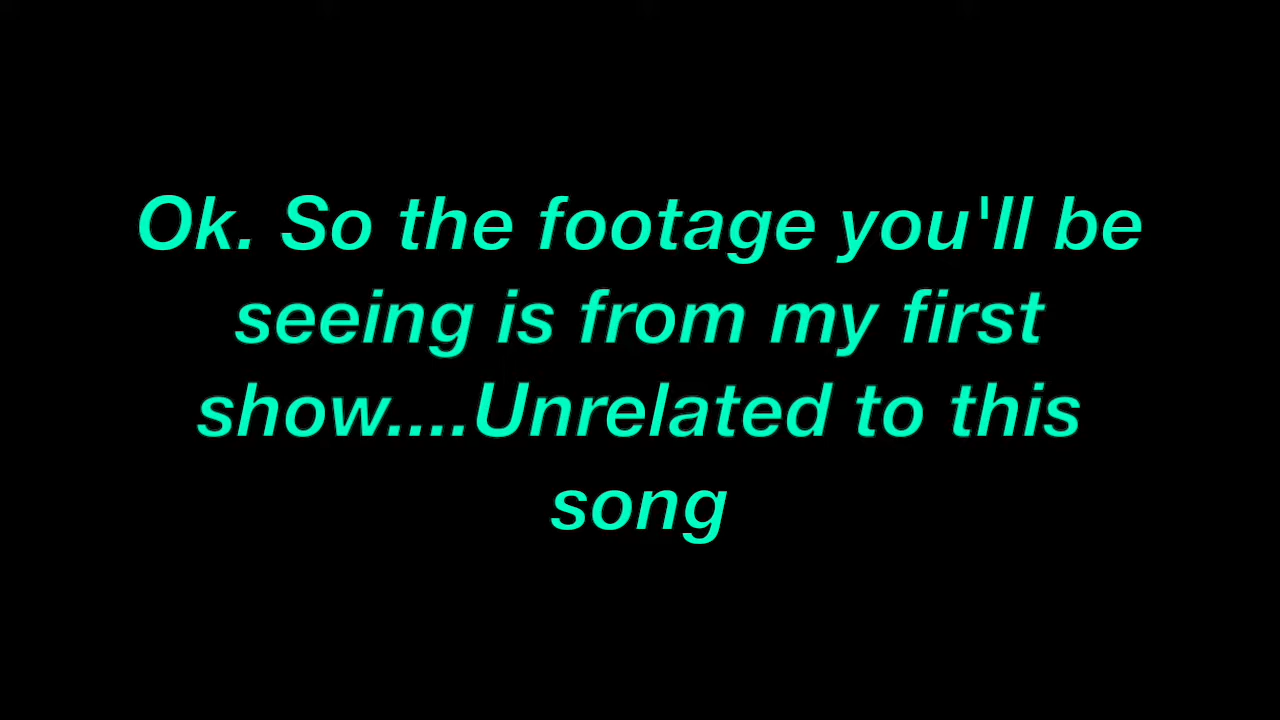 Ok. So the footage you'll be
seeing is from my first
show....Unrelated to this
song